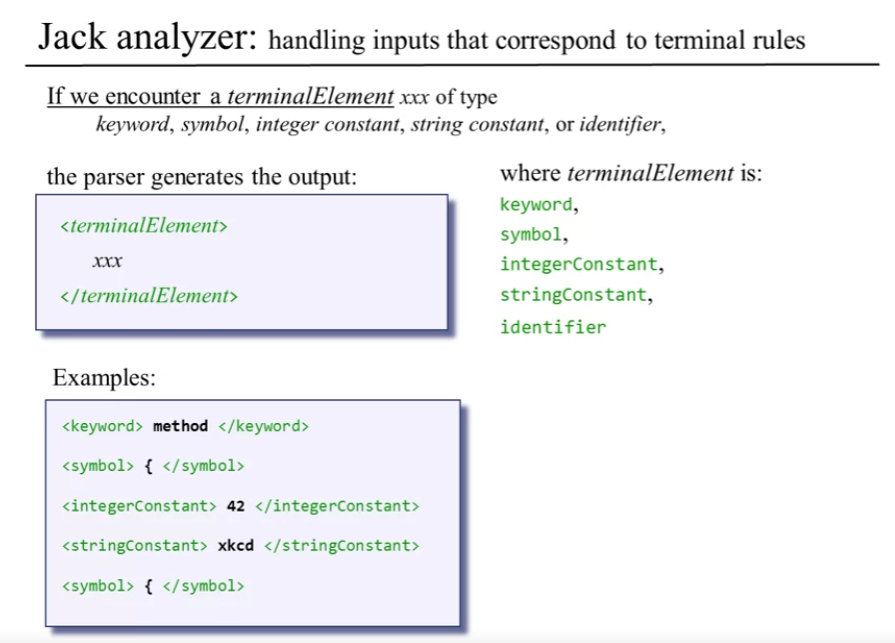 Jack analyzer: handling inputs that correspond to terminal rules
If we encounter a terminalElement xxx of type
keyword, symbol, integer constant, string constant, or identifier,
the parser generates the output:
<terminalElement>
xxx
</terminalElement>
where terminalElement is:
keyword,
symbol,
integerConstant,
stringConstant,
identifier
Examples:
<keyword> method </keyword>
<symbol> { </symbol>
<integerConstant> 42 </integerConstant>
<stringConstant> xkcd </stringConstant>
<symbol> { </symbol>